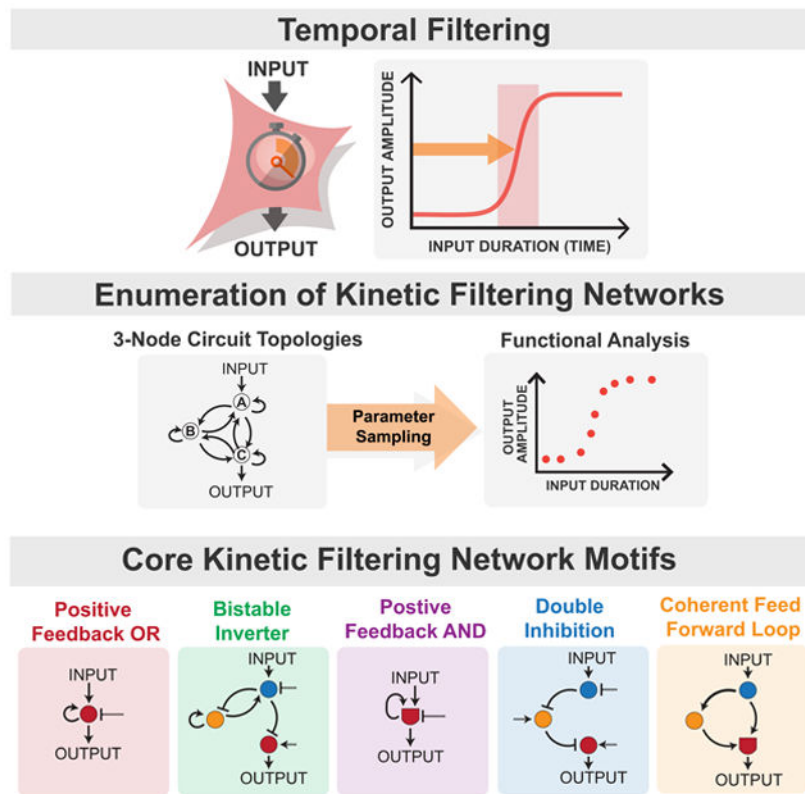 Temporal Filtering
INPUT
OUTPUT
OUTPUT AMPLITUDE
INPUT DURATION (TIME)
Enumeration of Kinetic Filtering Networks
3-Node Circuit Topologies
INPUT
A
B
C
OUTPUT
Parameter
Sampling
Functional Analysis
OUTPUT
AMPLITUDE
INPUT DURATION
Core Kinetic Filtering Network Motifs
Positive
Feedback OR
INPUT
OUTPUT
Bistable
Inverter
INPUT
OUTPUT
Postive
Feedback AND
INPUT
OUTPUT
Double
Inhibition
INPUT
OUTPUT
Coherent Feed
Forward Loop
INPUT
OUTPUT